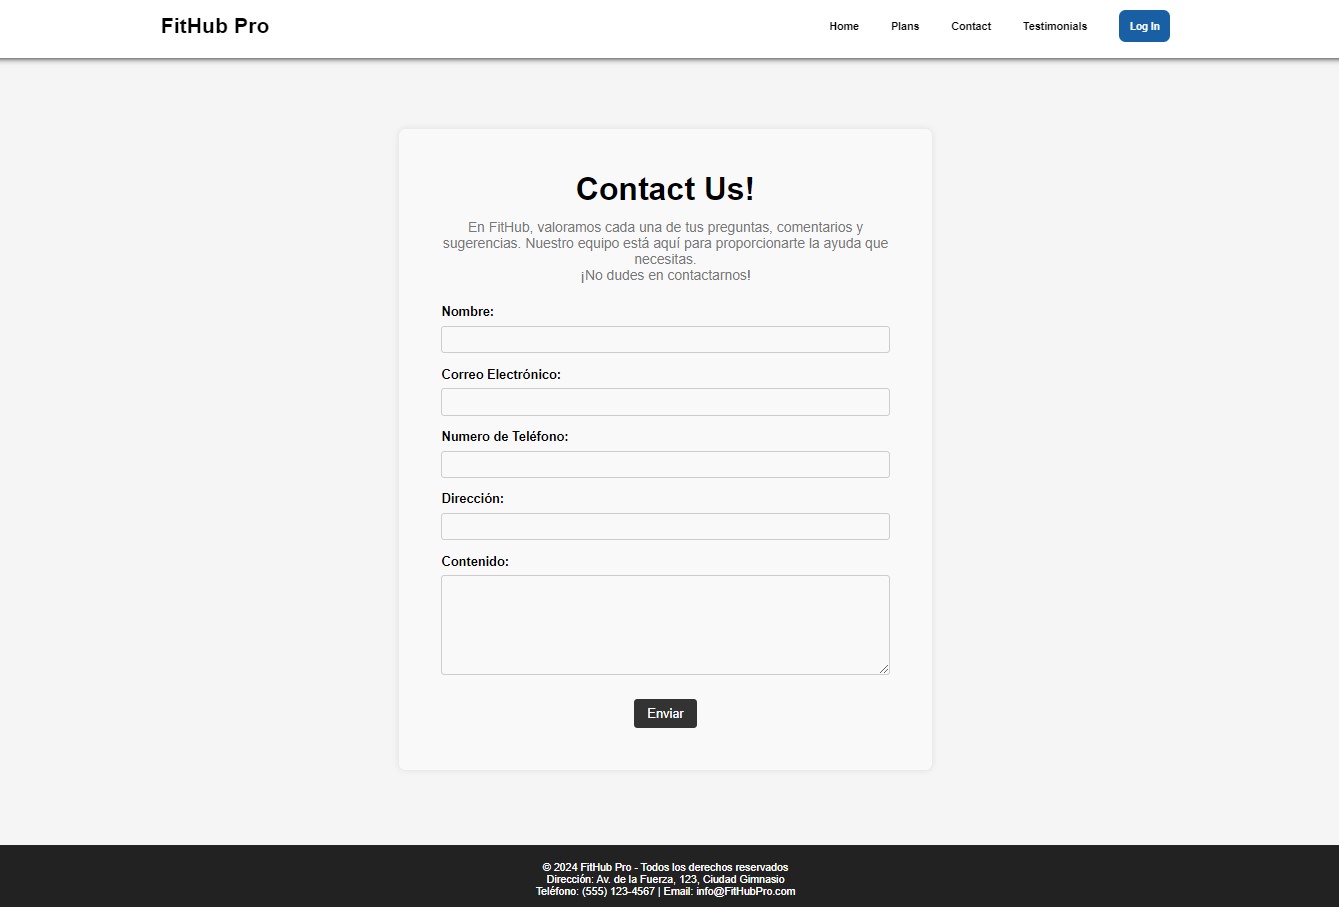 FitHub Pro
Home
Plans
Contact
Testimonials
Log In
Contact Us!
En FitHub, valoramos cada una de tus preguntas, comentarios y
sugerencias. Nuestro equipo está aquí para proporcionarte la ayuda que
necesitas.
¡No dudes en contactarnos!
Nombre:
Correo Electrónico:
Numero de Teléfono:
Dirección:
Contenido:
Enviar
© 2024 FitHub Pro - Todos los derechos reservados
Dirección: Av. de la Fuerza, 123, Ciudad Gimnasio
Teléfono: (555) 123-4567 | Email: info@FitHubPro.com